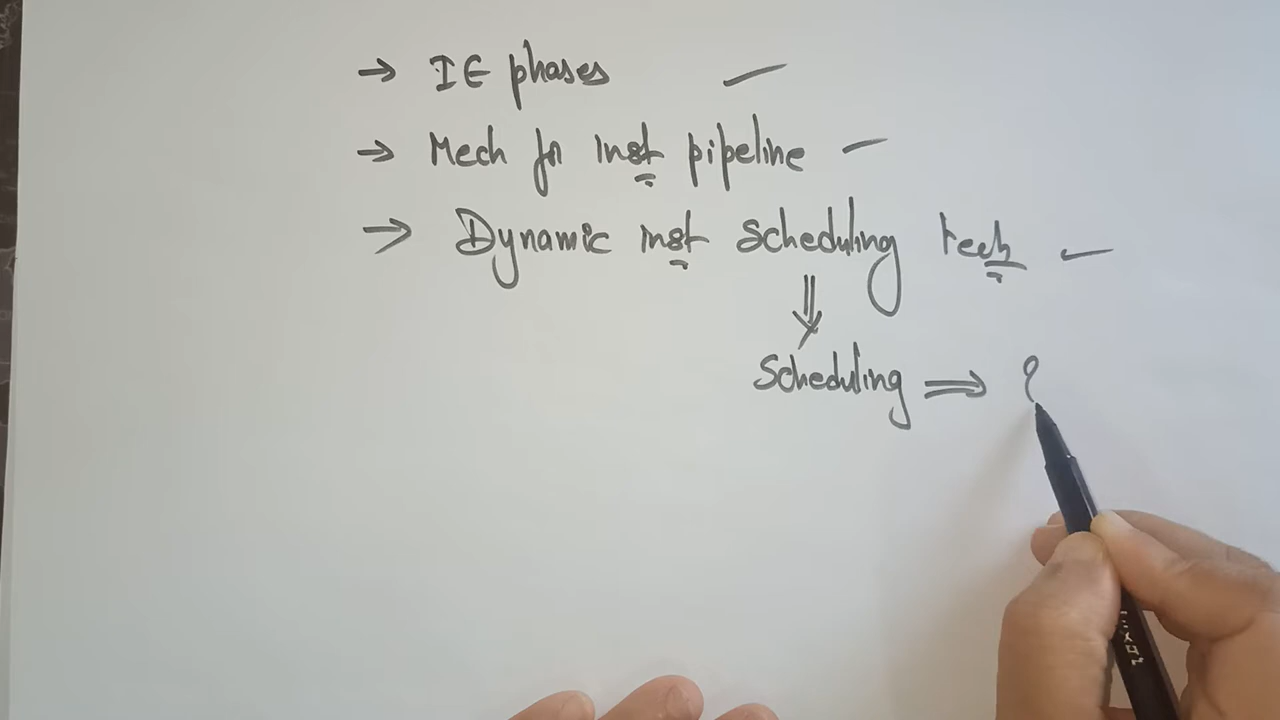 → IE phases —
→ Mech for inst pipeline —
→ Dynamic inst scheduling tech —
⇓
Scheduling ⇒ ?